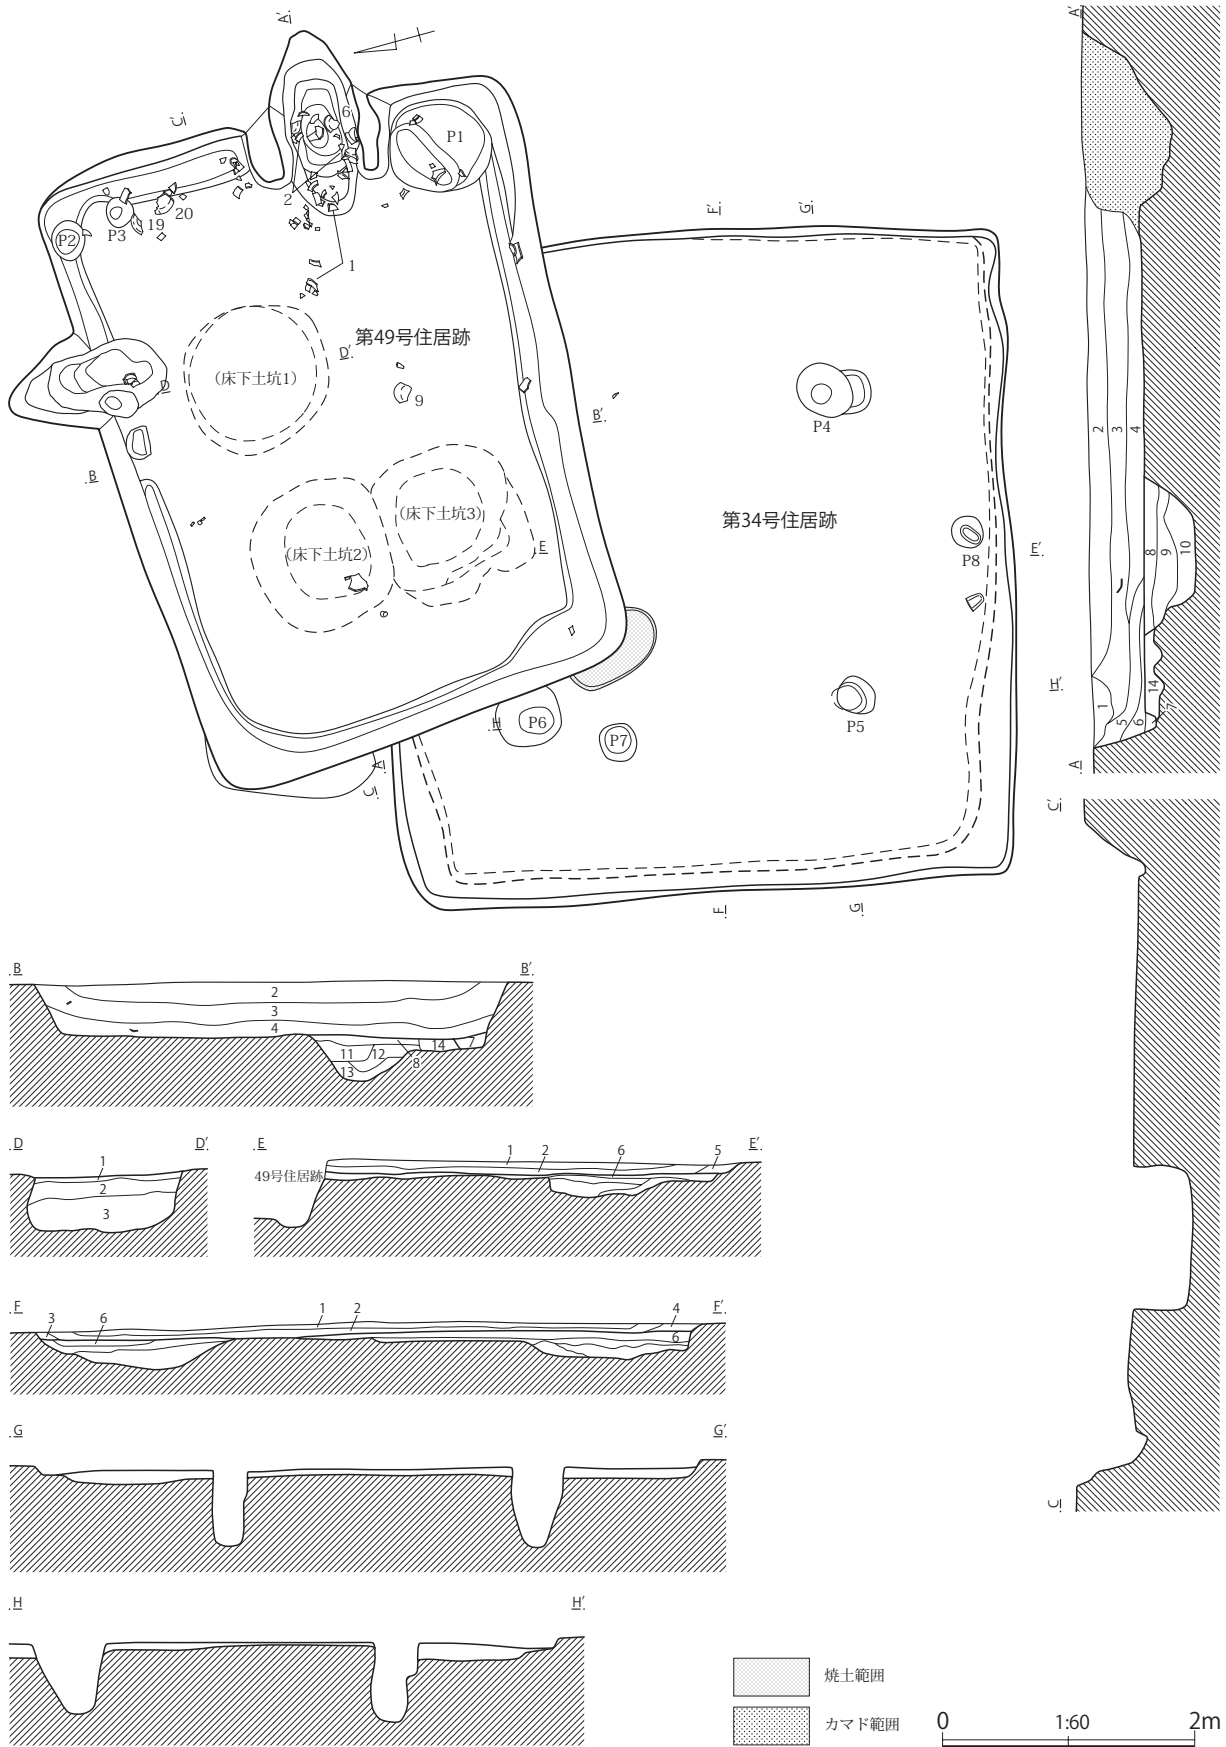 A′
C′
6
P1
2
20
19
P3
P2
1
F′
G′
第49号住居跡
D′
D
(床下土坑1)
9
B′
P4
B
(床下土坑3)
(床下土坑2)
E
第34号住居跡
P8
E′
H
P6
P7
P5
H′
A
C
F
G
A′
2
3
4
8
9
10
1
5
6
14
7
A
C′
C
B
B′
2
3
4
11
12
13
8
14
7
D
D′
1
2
3
E
E′
49号住居跡
1
2
6
5
F
F′
3
6
1
2
4
6
G
G′
H
H′
焼土範囲
カマド範囲
0
1:60
2m